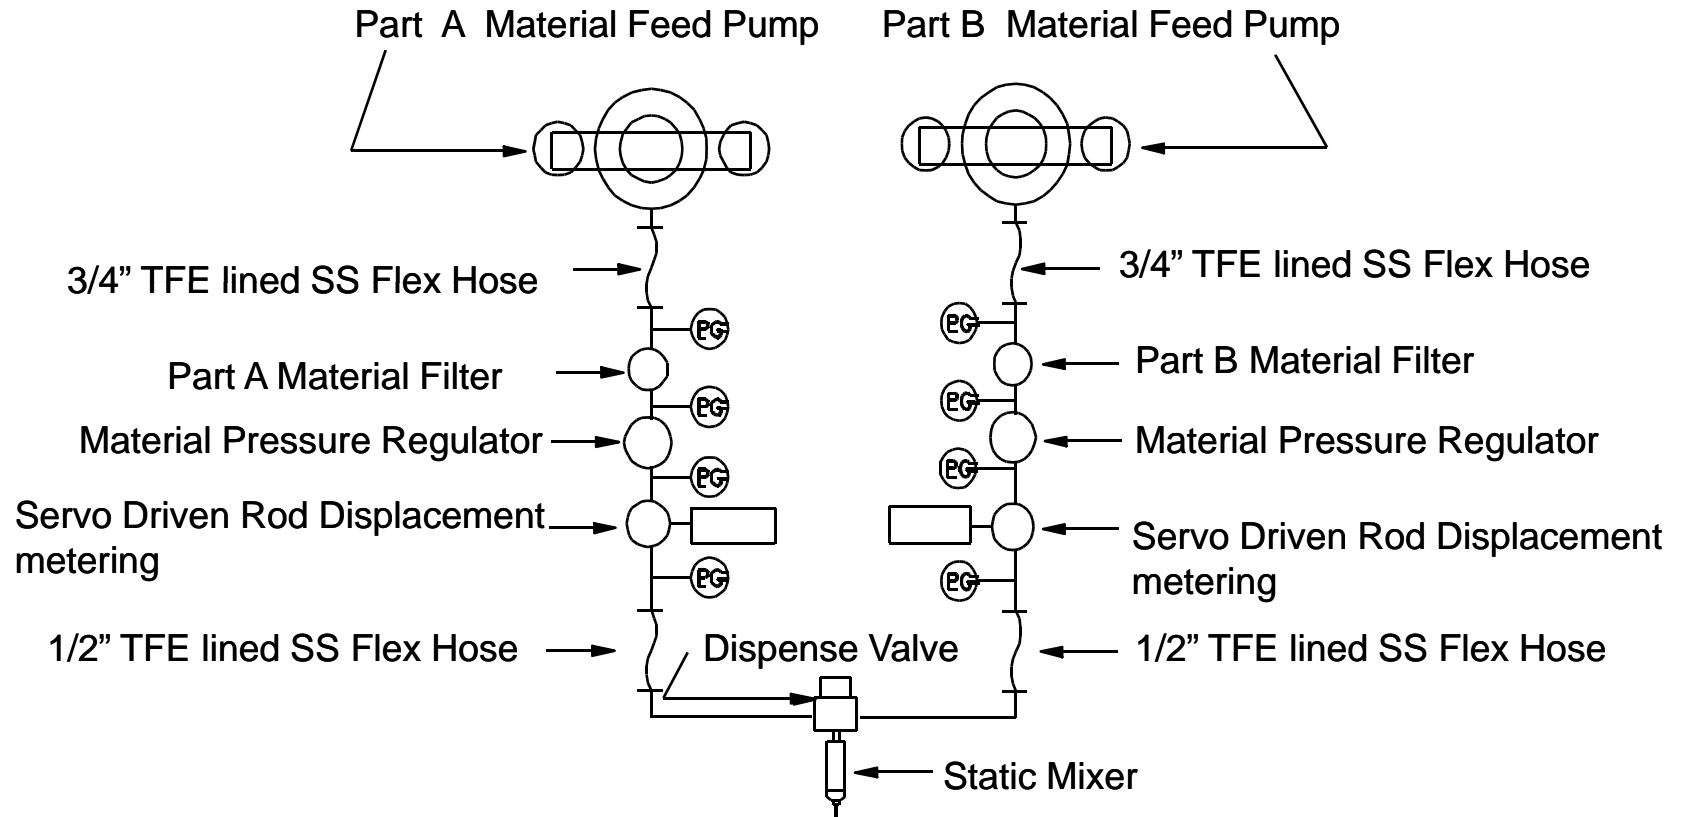 Part A Material Feed Pump
Part B Material Feed Pump
3/4” TFE lined SS Flex Hose
3/4” TFE lined SS Flex Hose
PG
PG
Part A Material Filter
Part B Material Filter
PG
PG
Material Pressure Regulator
Material Pressure Regulator
PG
PG
Servo Driven Rod Displacement
metering
Servo Driven Rod Displacement
metering
PG
PG
1/2” TFE lined SS Flex Hose
Dispense Valve
1/2” TFE lined SS Flex Hose
Static Mixer